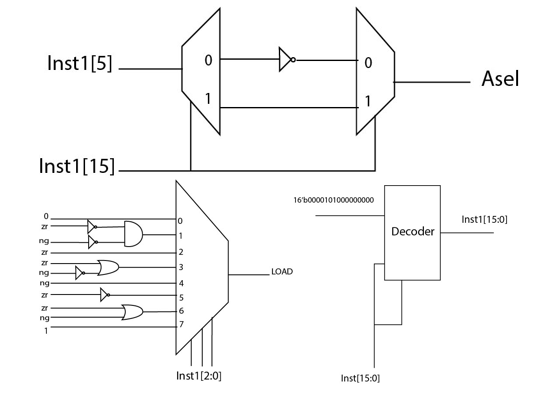 Inst1[5]
0
0
Asel
1
1
Inst1[15]
0
zr
ng
zr
zr
ng
ng
zr
zr
ng
1
0
1
2
3
4
5
6
7
LOAD
Inst1[2:0]
16'b0000101000000000
Decoder
Inst1[15:0]
Inst[15:0]